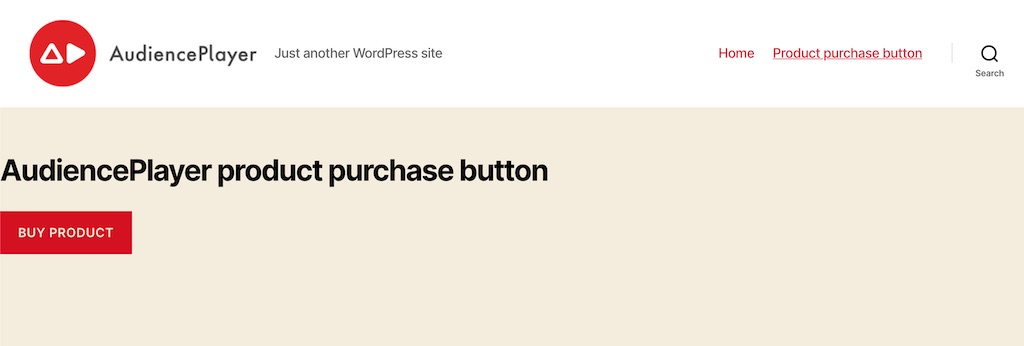 AudiencePlayer
Just another WordPress site
Home
Product purchase button
Search
AudiencePlayer product purchase button
BUY PRODUCT